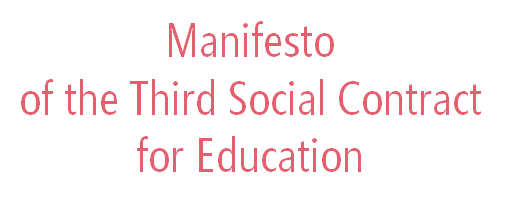 Manifesto
of the Third Social Contract
for Education